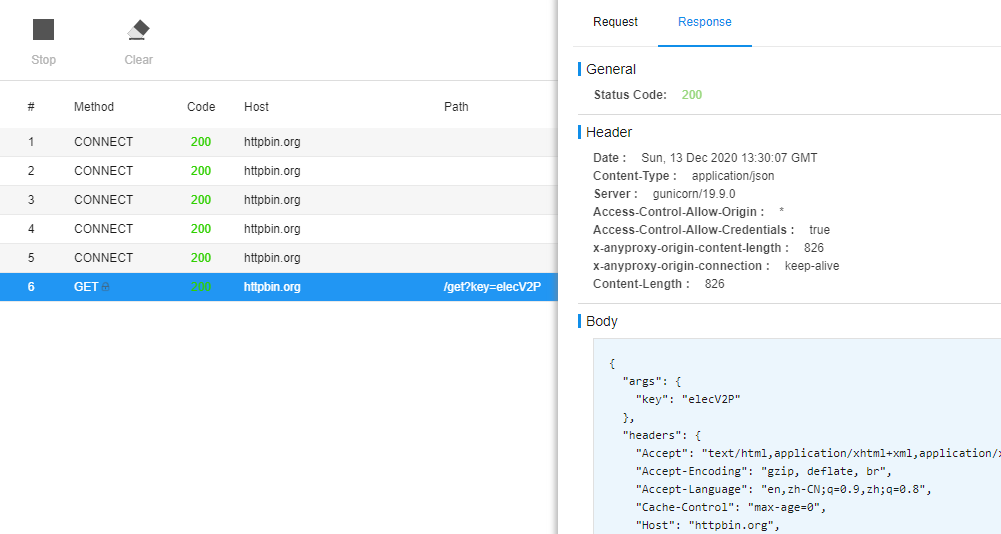 Stop Clear
# Method Code Host Path
1 CONNECT 200 httpbin.org
2 CONNECT 200 httpbin.org
3 CONNECT 200 httpbin.org
4 CONNECT 200 httpbin.org
5 CONNECT 200 httpbin.org
6 GET 200 httpbin.org /get?key=elecV2P
Request Response
General
Status Code: 200
Header
Date : Sun, 13 Dec 2020 13:30:07 GMT
Content-Type : application/json
Server : gunicorn/19.9.0
Access-Control-Allow-Origin : *
Access-Control-Allow-Credentials : true
x-anyproxy-origin-content-length : 826
x-anyproxy-origin-connection : keep-alive
Content-Length : 826
Body
{
"args": {
"key": "elecV2P"
},
"headers": {
"Accept": "text/html,application/xhtml+xml,application/x
"Accept-Encoding": "gzip, deflate, br",
"Accept-Language": "en,zh-CN;q=0.9,zh;q=0.8",
"Cache-Control": "max-age=0",
"Host": "httpbin.org",